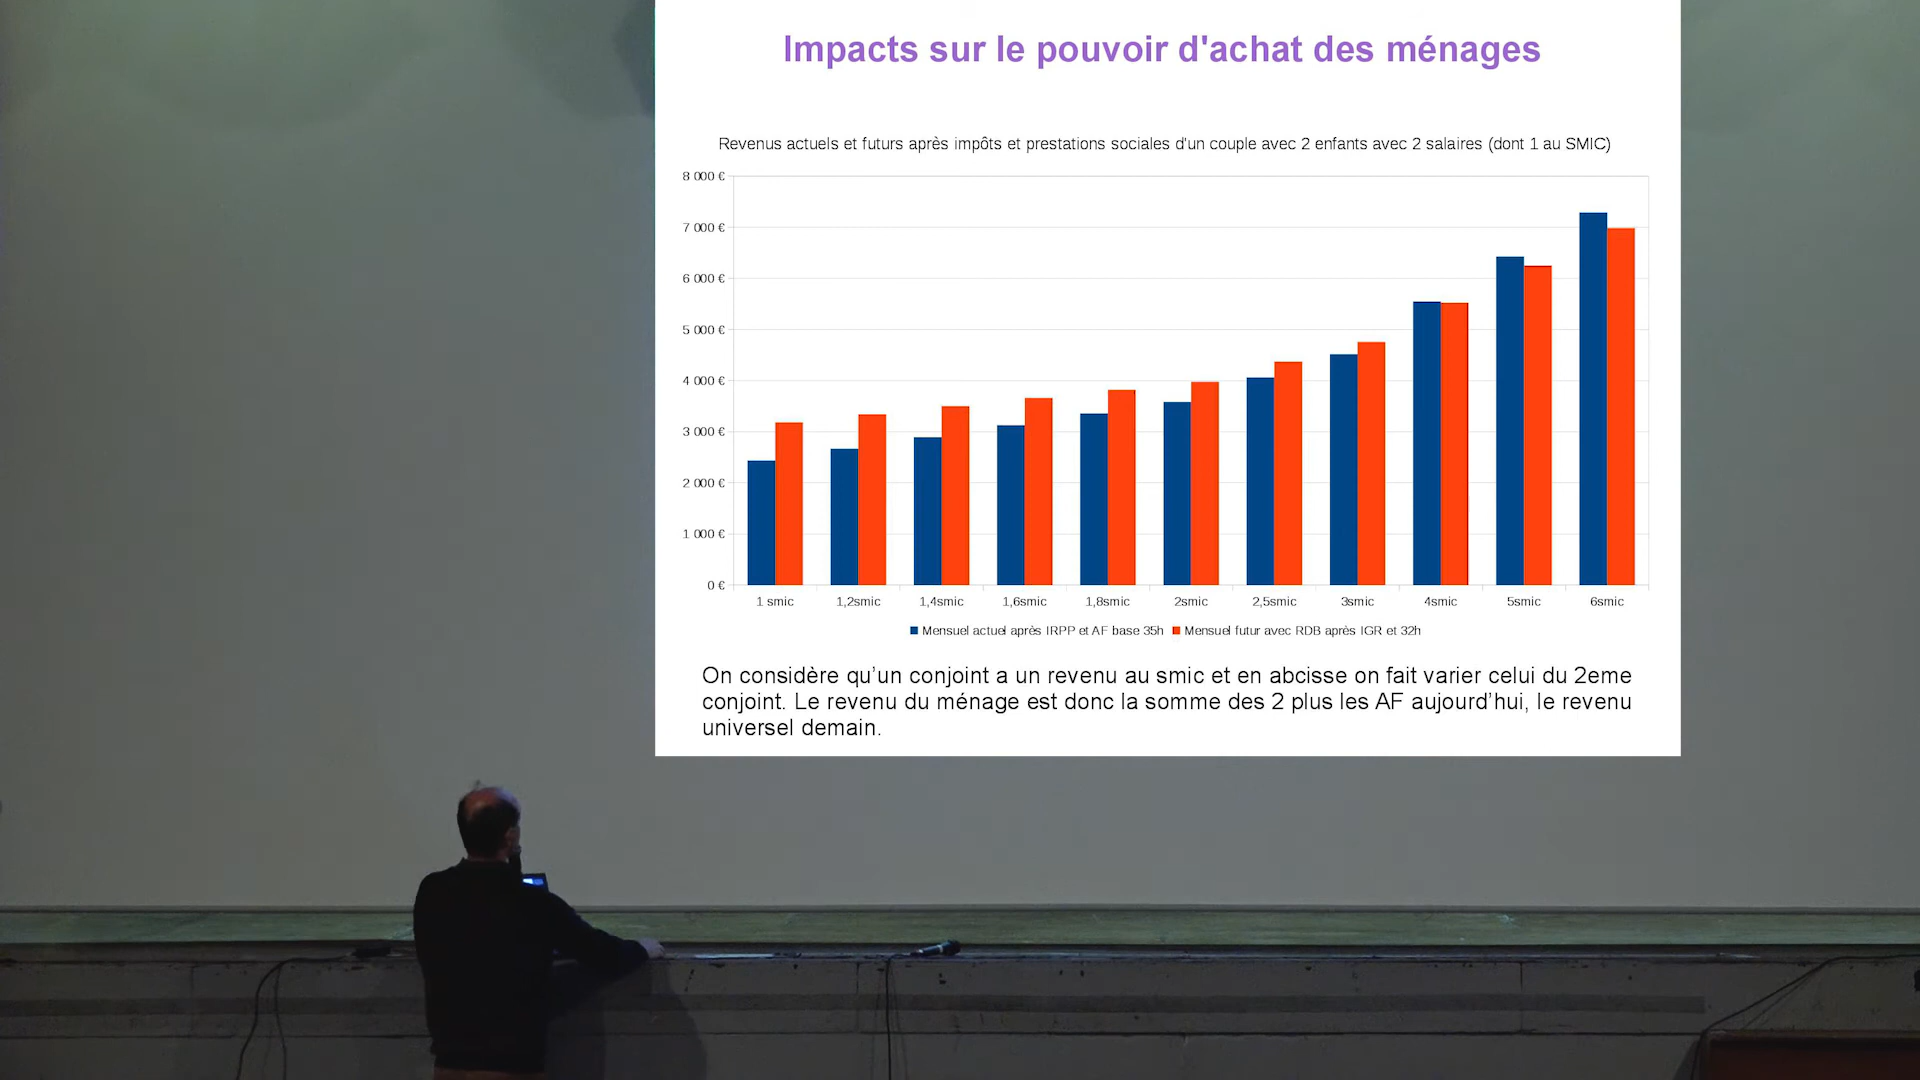 Impacts sur le pouvoir d'achat des ménages
Revenus actuels et futurs après impôts et prestations sociales d'un couple avec 2 enfants avec 2 salaires (dont 1 au SMIC)
8 000 €
7 000 €
6 000 €
5 000 €
4 000 €
3 000 €
2 000 €
1 000 €
0 €
1 smic 1,2smic 1,4smic 1,6smic 1,8smic 2smic 2,5smic 3smic 4smic 5smic 6smic
Mensuel actuel après IRPP et AF base 35h Mensuel futur avec RDB après IGR et 32h
On considère qu'un conjoint a un revenu au smic et en abcisse on fait varier celui du 2eme
conjoint. Le revenu du ménage est donc la somme des 2 plus les AF aujourd'hui, le revenu
universel demain.